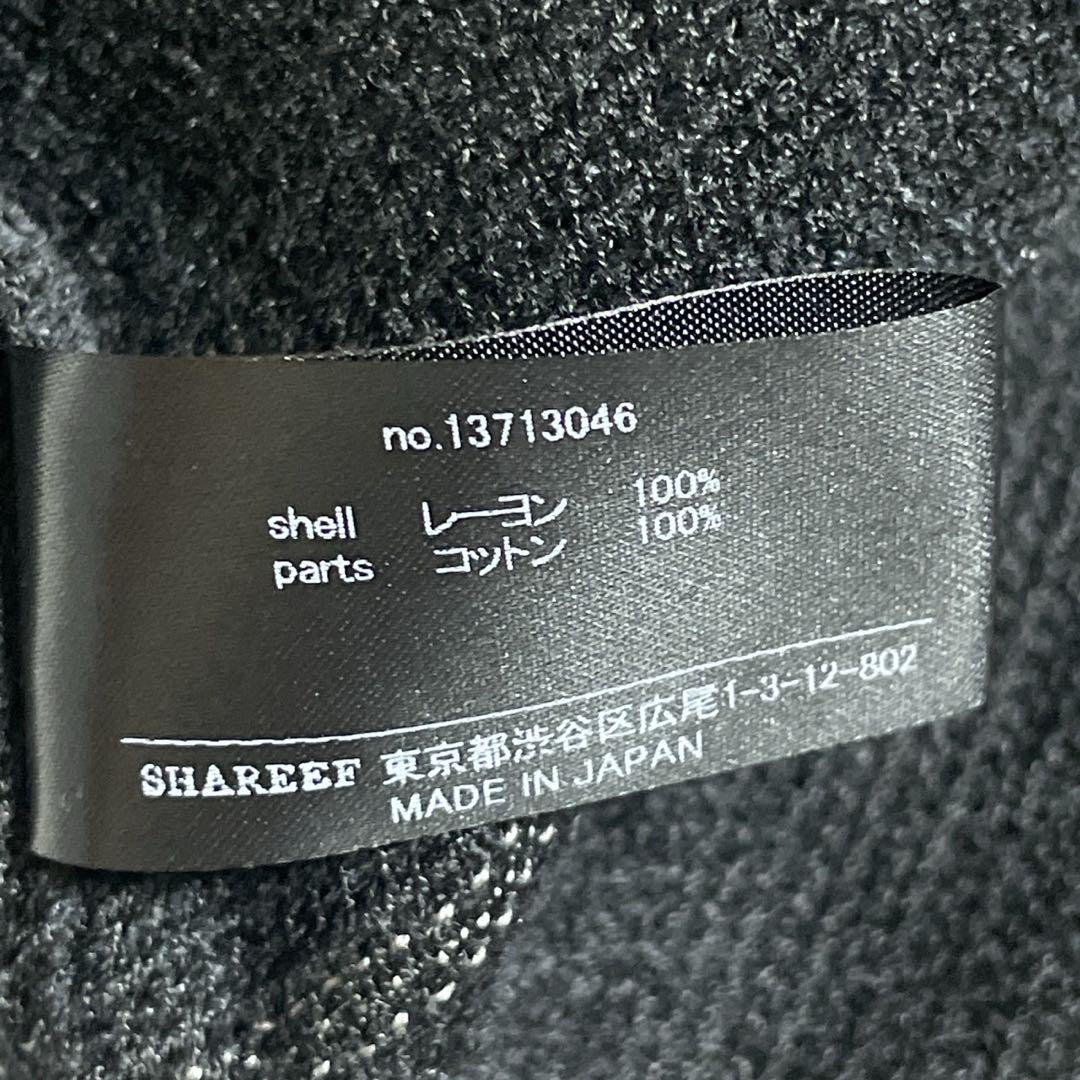 no.13713046
shell レーヨン 100%
parts コットン 100%
SHAREEF 東京都渋谷区広尾1-3-12-802
MADE IN JAPAN